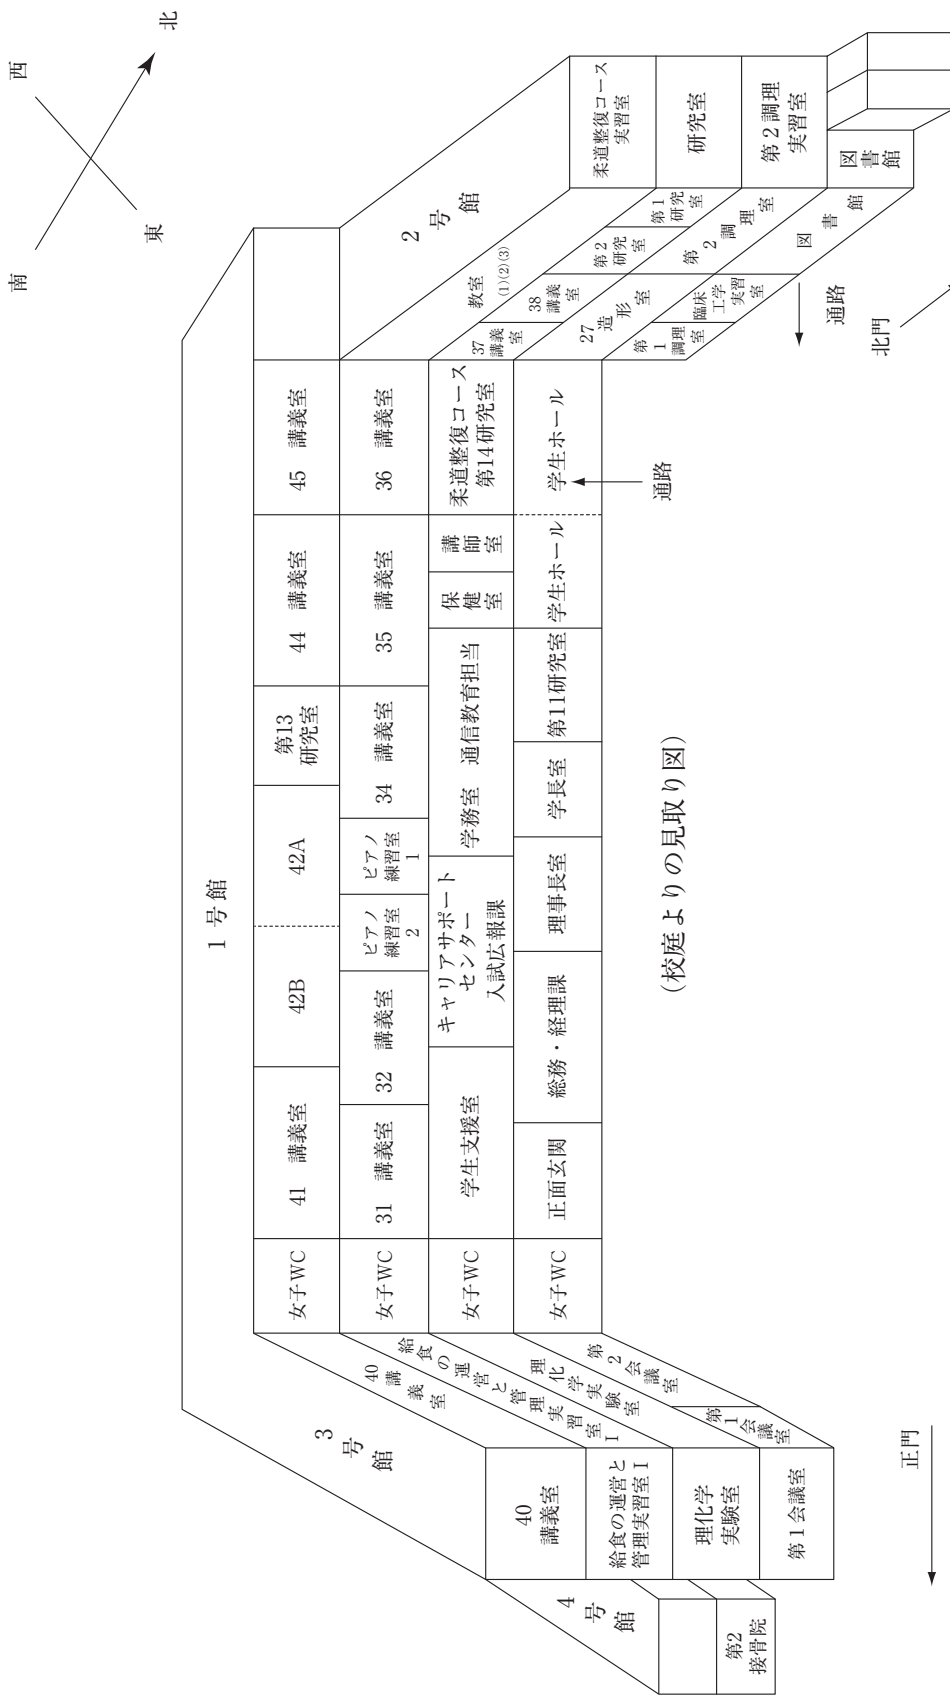 南
西
東
北
1 号館
2号館
3号館
4号館
女子WC
41 講義室
42B
42A
第13
研究室
44 講義室
45 講義室
女子WC
31 講義室
32 講義室
ピアノ
練習室
2
ピアノ
練習室
1
34 講義室
35 講義室
36 講義室
女子WC
学生支援室
キャリアサポート
センター
入試広報課
学務室 通信教育担当
保健室
講師室
柔道整復コース
第14研究室
女子WC
正面玄関
総務・経理課
理事長室
学長室
第11研究室
学生ホール
学生ホール
通路
40
講義室
給食の運営と
管理実習室Ⅰ
理化学実験室
第2会議室
第1会議室
40
講義室
給食の運営と
管理実習室Ⅰ
理化学
実験室
第1会議室
第2
接骨院
教室
(1)(2)(3)
37
講義室
38
講義室
第2
研究室
第1
研究室
27
造形室
第2調理室
第1
調理室
臨床
工学
実習室
図書館
柔道整復コース
実習室
研究室
第2調理
実習室
図書館
通路
北門
正門
(校庭よりの見取り図)